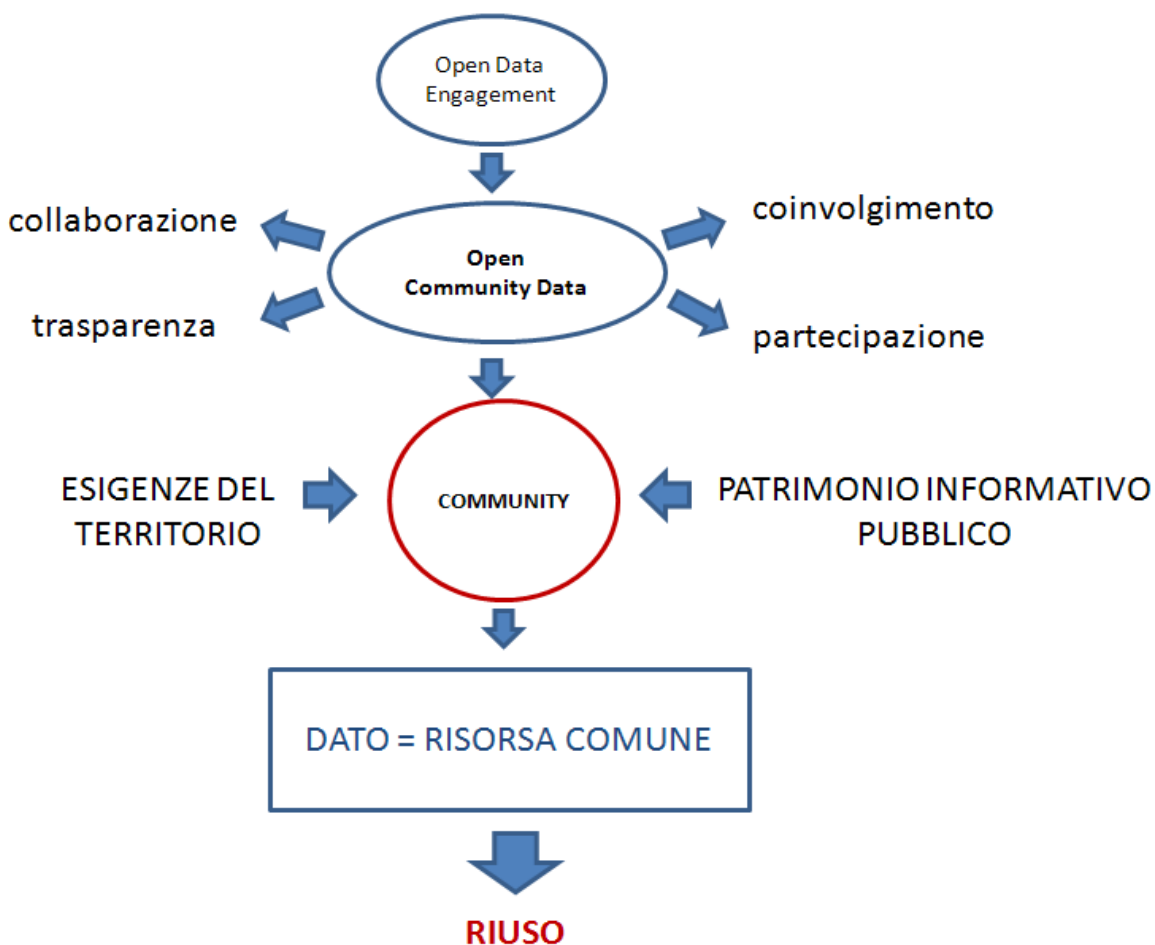 Open Data
Engagement
collaborazione
coinvolgimento
Open
Community Data
trasparenza
partecipazione
ESIGENZE DEL
TERRITORIO
COMMUNITY
PATRIMONIO INFORMATIVO
PUBBLICO
DATO = RISORSA COMUNE
RIUSO